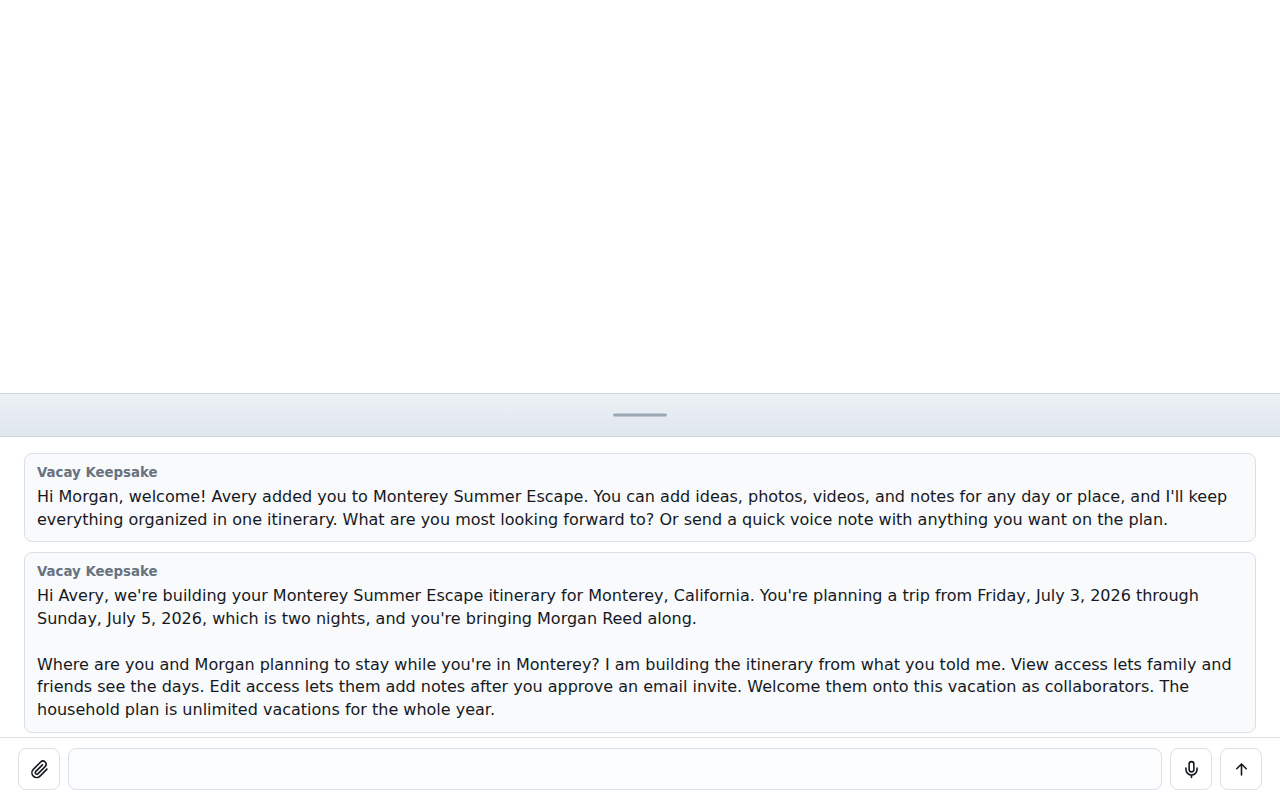 Vacay Keepsake
Hi Morgan, welcome! Avery added you to Monterey Summer Escape. You can add ideas, photos, videos, and notes for any day or place, and I'll keep
everything organized in one itinerary. What are you most looking forward to? Or send a quick voice note with anything you want on the plan.
Vacay Keepsake
Hi Avery, we're building your Monterey Summer Escape itinerary for Monterey, California. You're planning a trip from Friday, July 3, 2026 through
Sunday, July 5, 2026, which is two nights, and you're bringing Morgan Reed along.
Where are you and Morgan planning to stay while you're in Monterey? I am building the itinerary from what you told me. View access lets family and
friends see the days. Edit access lets them add notes after you approve an email invite. Welcome them onto this vacation as collaborators. The
household plan is unlimited vacations for the whole year.